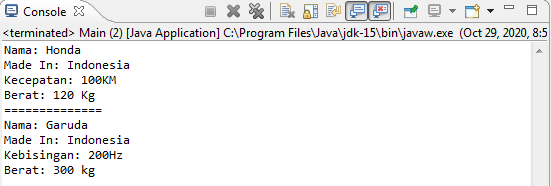 Console
<terminated> Main (2) [Java Application] C:\Program Files\Java\jdk-15\bin\javaw.exe (Oct 29, 2020, 8:5
Nama: Honda
Made In: Indonesia
Kecepatan: 100KM
Berat: 120 Kg
==============
Nama: Garuda
Made In: Indonesia
Kebisingan: 200Hz
Berat: 300 kg